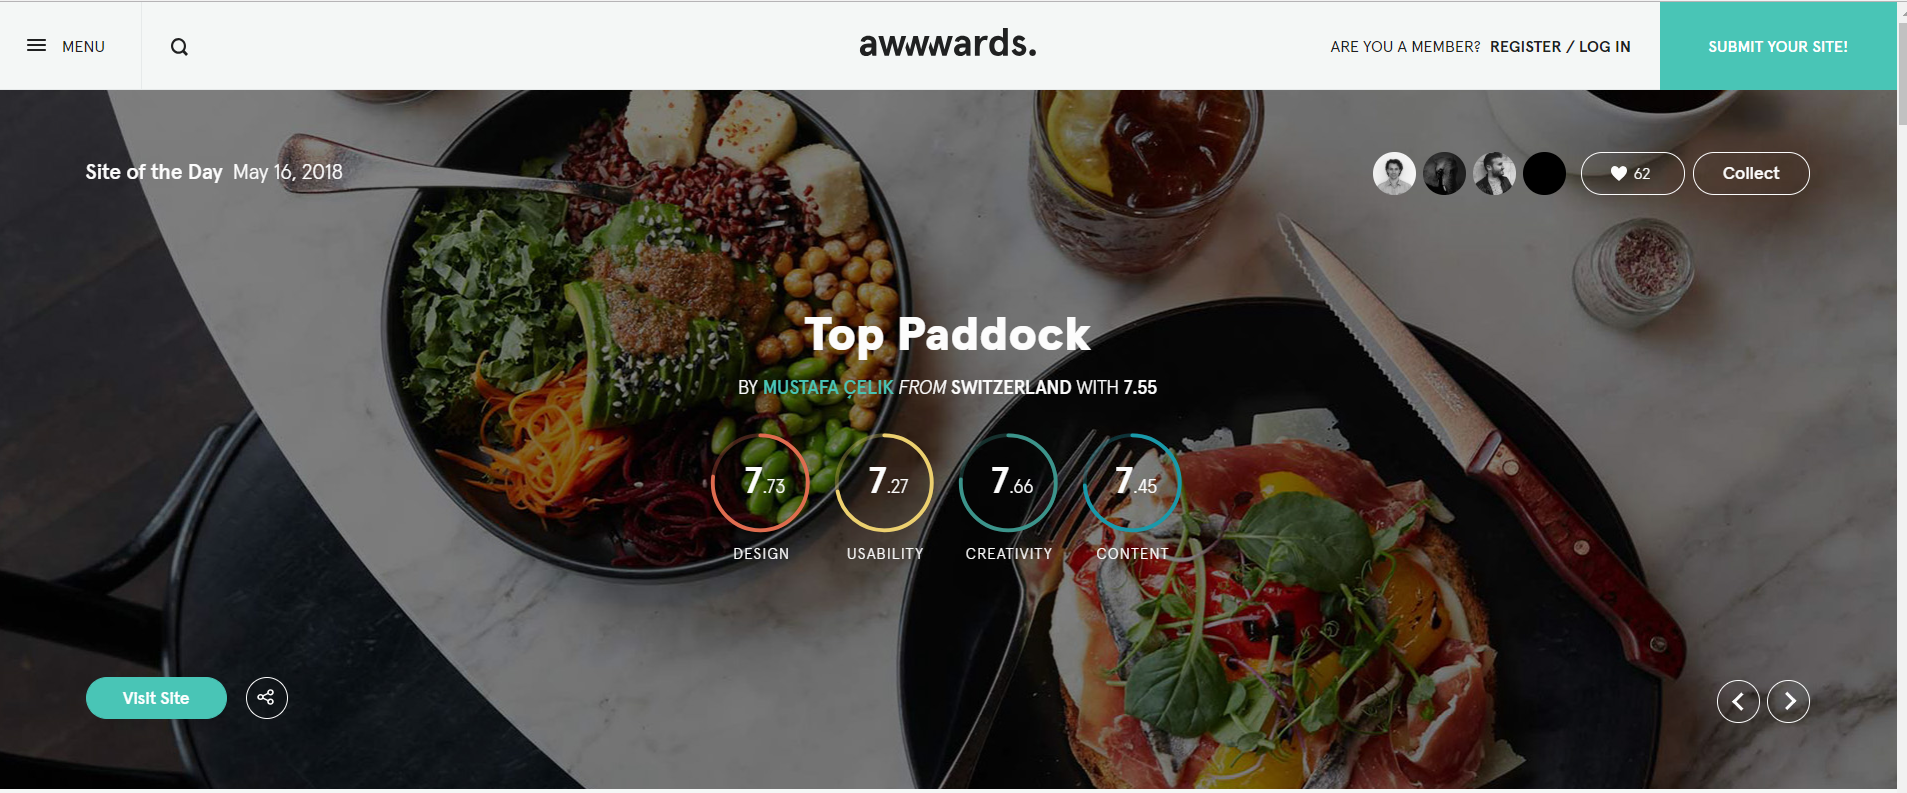 MENU
awwwards.
ARE YOU A MEMBER? REGISTER / LOG IN
SUBMIT YOUR SITE!
Site of the Day May 16, 2018
62
Collect
Top Paddock
BY MUSTAFA ÇELIK FROM SWITZERLAND WITH 7.55
7.73 7.27 7.66 7.45
DESIGN USABILITY CREATIVITY CONTENT
Visit Site